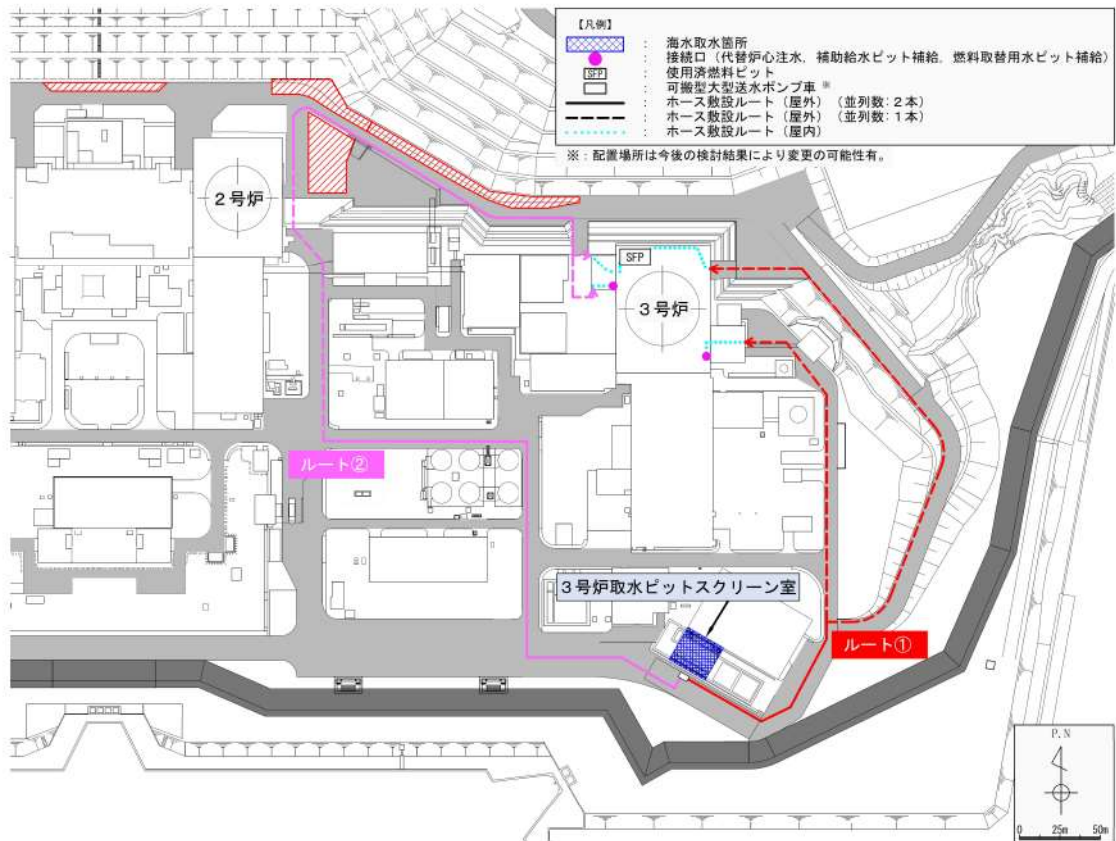 【凡例】
： 海水取水箇所
： 接続口（代替炉心注水，補助給水ピット補給，燃料取替用水ピット補給）
SFP ： 使用済燃料ピット
： 可搬型大型送水ポンプ車 ※
： ホース敷設ルート（屋外）（並列数：２本）
： ホース敷設ルート（屋外）（並列数：１本）
： ホース敷設ルート（屋内）
※：配置場所は今後の検討結果により変更の可能性有。
２号炉
SFP
３号炉
ルート②
３号炉取水ピットスクリーン室
ルート①
P.N
0 25m 50m